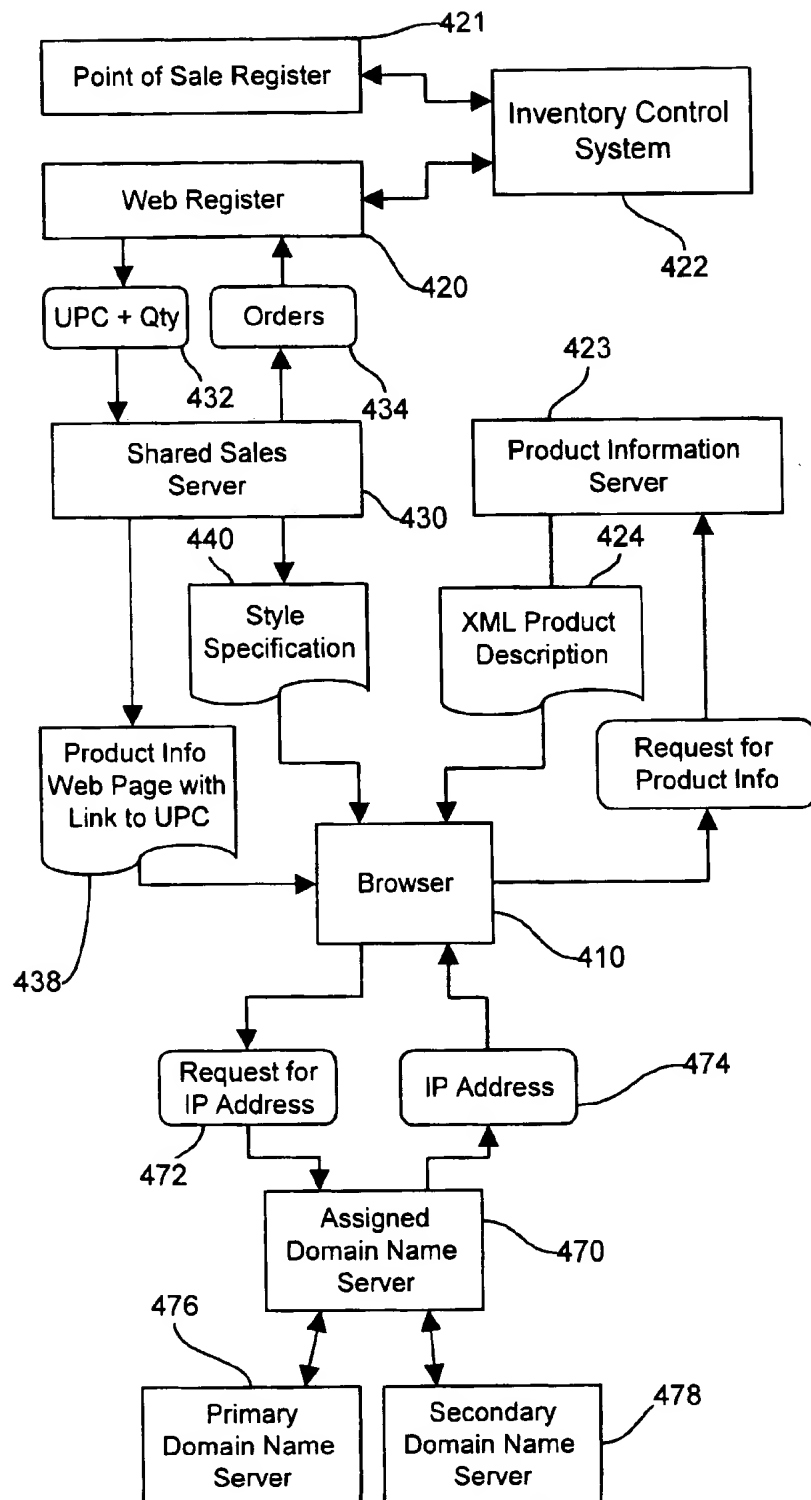 421
Point of Sale Register
Inventory Control
System
Web Register
420
422
UPC + Qty
Orders
432
434
423
Shared Sales
Server
430
Product Information
Server
440
424
Style
Specification
XML Product
Description
Product Info
Web Page with
Link to UPC
Request for
Product Info
Browser
438
410
Request for
IP Address
IP Address
474
472
Assigned
Domain Name
Server
470
476
Primary
Domain Name
Server
Secondary
Domain Name
Server
478